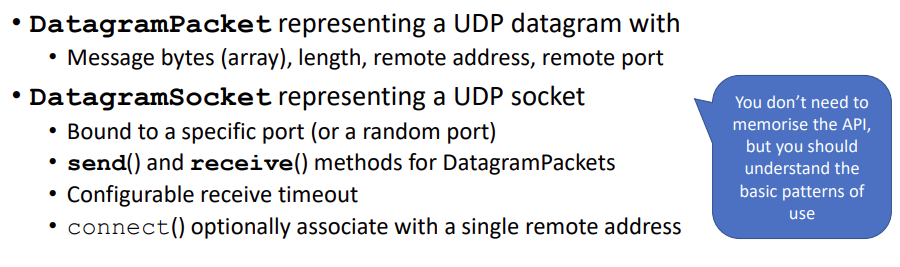 • DatagramPacket representing a UDP datagram with
• Message bytes (array), length, remote address, remote port
• DatagramSocket representing a UDP socket
• Bound to a specific port (or a random port)
• send() and receive() methods for DatagramPackets
• Configurable receive timeout
• connect() optionally associate with a single remote address
You don’t need to
memorise the API,
but you should
understand the
basic patterns of
use